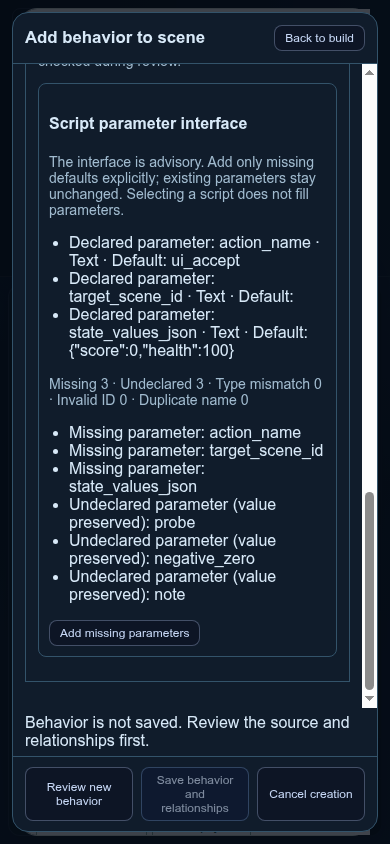 Add behavior to scene
Back to build
checked during review.
Script parameter interface
The interface is advisory. Add only missing
defaults explicitly; existing parameters stay
unchanged. Selecting a script does not fill
parameters.
• Declared parameter: action_name ·
Text · Default: ui_accept
• Declared parameter:
target_scene_id · Text · Default:
• Declared parameter:
state_values_json · Text · Default:
{"score":0,"health":100}
Missing 3 · Undeclared 3 · Type mismatch 0
· Invalid ID 0 · Duplicate name 0
• Missing parameter: action_name
• Missing parameter: target_scene_id
• Missing parameter:
state_values_json
• Undeclared parameter (value
preserved): probe
• Undeclared parameter (value
preserved): negative_zero
• Undeclared parameter (value
preserved): note
Add missing parameters
Behavior is not saved. Review the source and
relationships first.
Review new
behavior
Save behavior
and
relationships
Cancel creation